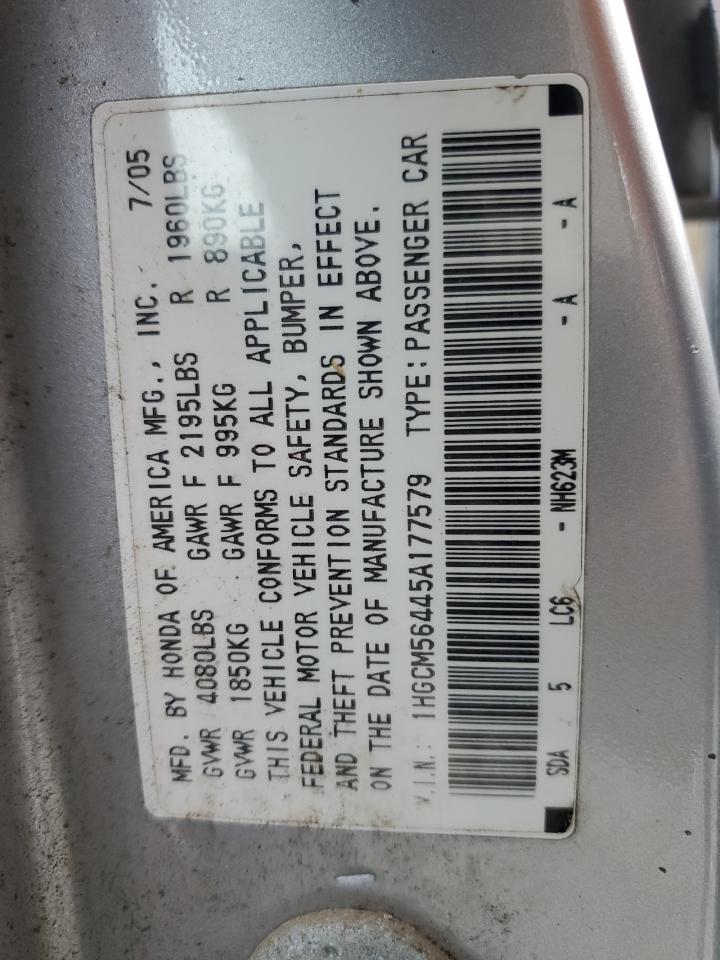 MFD. BY HONDA OF AMERICA MFG., INC. 7/05
GVWR 4080LBS GAWR F 2195LBS R 1960LBS
GVWR 1850KG GAWR F 995KG R 890KG
THIS VEHICLE CONFORMS TO ALL APPLICABLE
FEDERAL MOTOR VEHICLE SAFETY, BUMPER,
AND THEFT PREVENTION STANDARDS IN EFFECT
ON THE DATE OF MANUFACTURE SHOWN ABOVE.
V.I.N.: 1HGCM56445A177579 TYPE:PASSENGER CAR
SDA 5 LC6 - NH623M - A - A